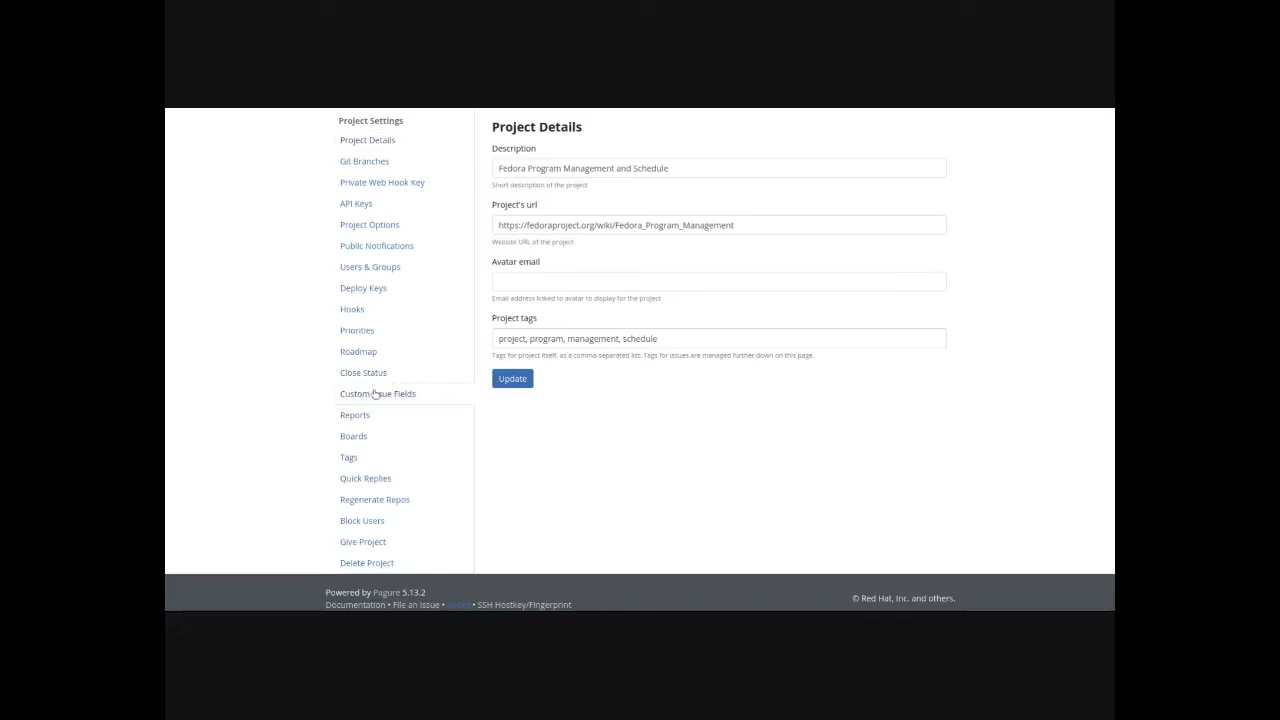 Project Settings
Project Details
Git Branches
Private Web Hook Key
API Keys
Project Options
Public Notifications
Users & Groups
Deploy Keys
Hooks
Priorities
Roadmap
Close Status
Custom Issue Fields
Reports
Boards
Tags
Quick Replies
Regenerate Repos
Block Users
Give Project
Delete Project
Project Details
Description
Fedora Program Management and Schedule
Short description of the project
Project's url
https://fedoraproject.org/wiki/Fedora_Program_Management
Website URL of the project
Avatar email
Email address linked to avatar to display for the project
Project tags
project, program, management, schedule
Tags for project itself, as a comma-separated list. Tags for issues are managed further down on this page.
Update
Powered by Pagure 5.13.2
Documentation • File an Issue • About • SSH Hostkey/Fingerprint
© Red Hat, Inc. and others.